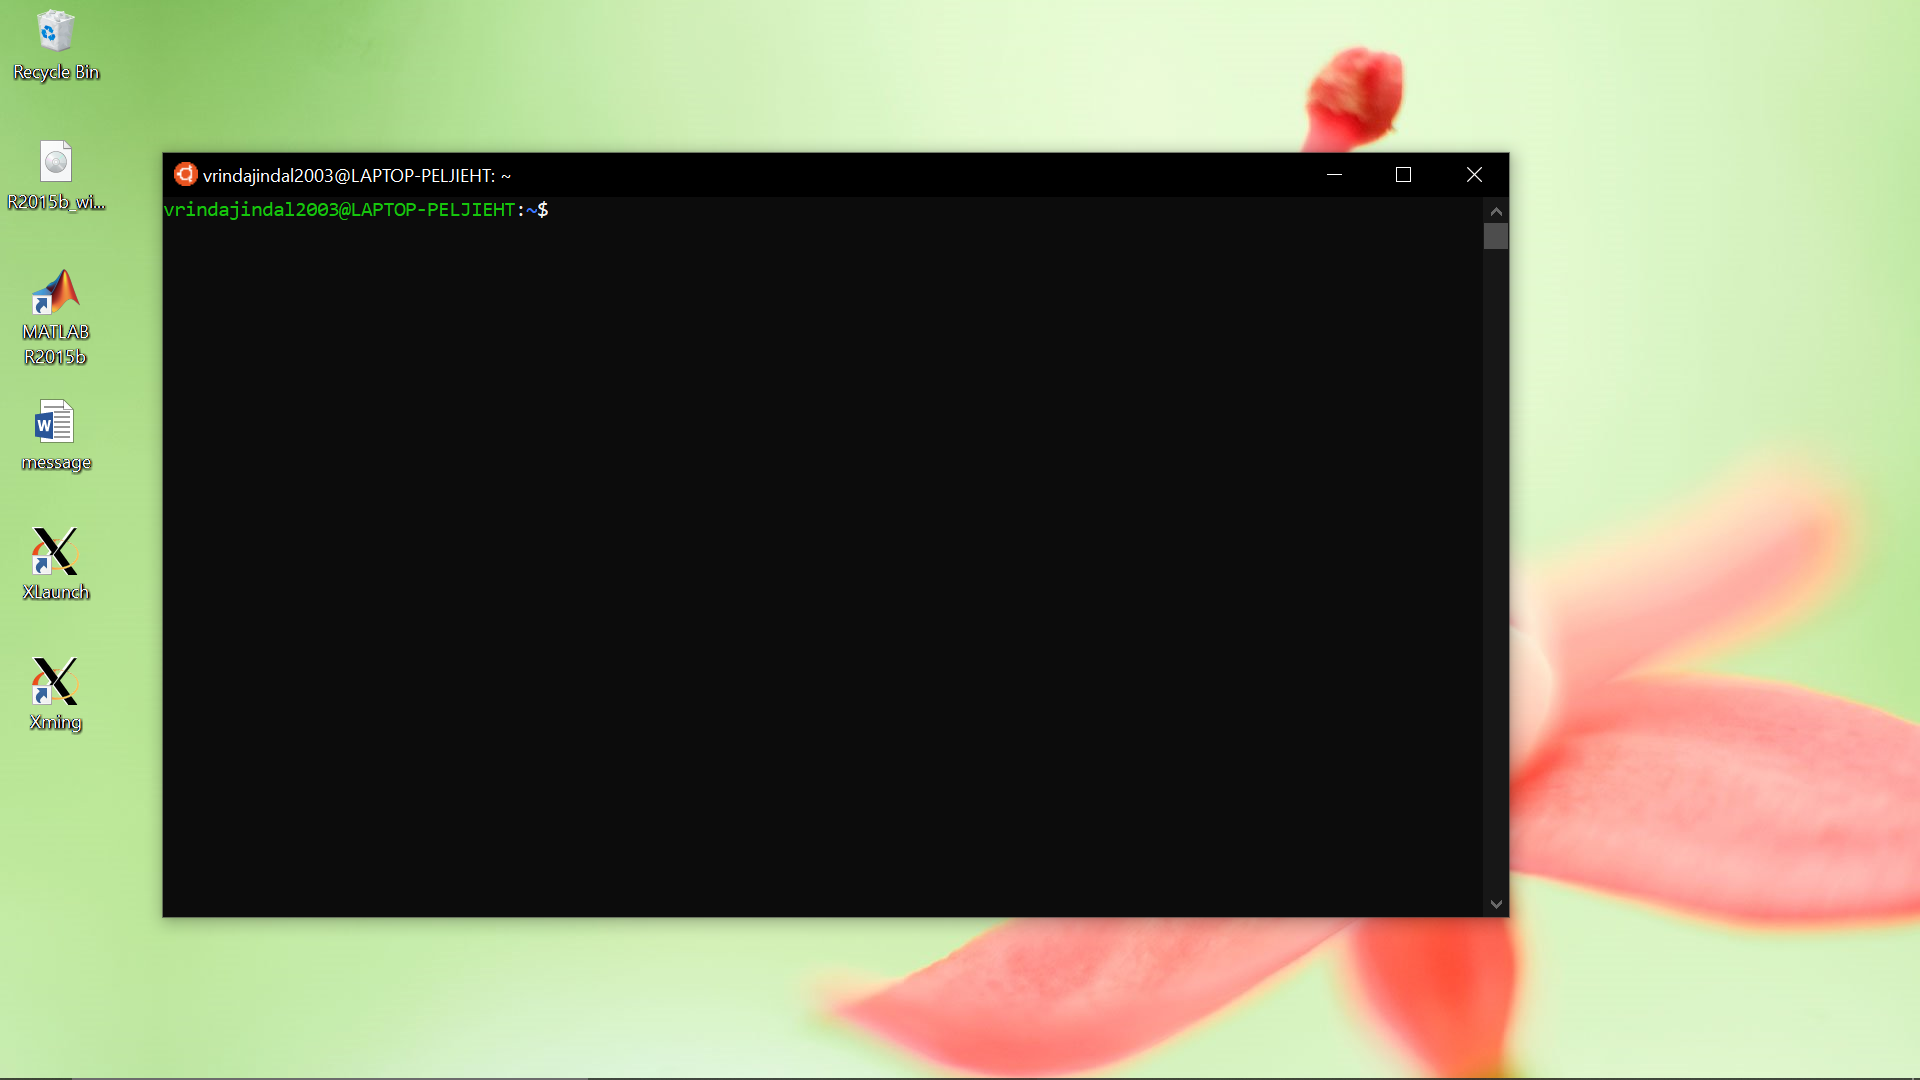 Recycle Bin
R2015b_wi...
MATLAB
R2015b
message
XLaunch
Xming
vrindajindal2003@LAPTOP-PELJIEHT: ~
vrindajindal2003@LAPTOP-PELJIEHT:~$